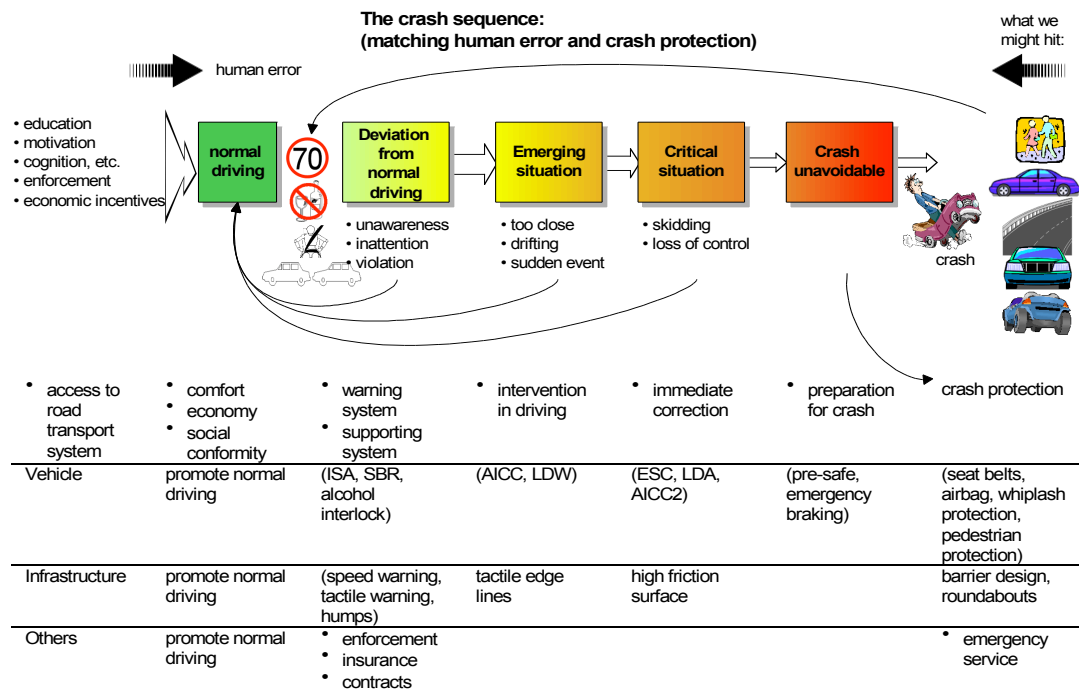 The crash sequence:
(matching human error and crash protection)
what we
might hit:
human error
• education
• motivation
• cognition, etc.
• enforcement
• economic incentives
normal
driving
70
Deviation
from
normal
driving
Emerging
situation
Critical
situation
Crash
unavoidable
• unawareness
• inattention
• violation
• too close
• drifting
• sudden event
• skidding
• loss of control
crash
• access to
road
transport
system
• comfort
• economy
• social
conformity
• warning
system
• supporting
system
• intervention
in driving
• immediate
correction
• preparation
for crash
crash protection
Vehicle
promote normal
driving
(ISA, SBR,
alcohol
interlock)
(AICC, LDW)
(ESC, LDA,
AICC2)
(pre-safe,
emergency
braking)
(seat belts,
airbag, whiplash
protection,
pedestrian
protection)
Infrastructure
promote normal
driving
(speed warning,
tactile warning,
humps)
tactile edge
lines
high friction
surface
barrier design,
roundabouts
Others
promote normal
driving
• enforcement
• insurance
• contracts
• emergency
service